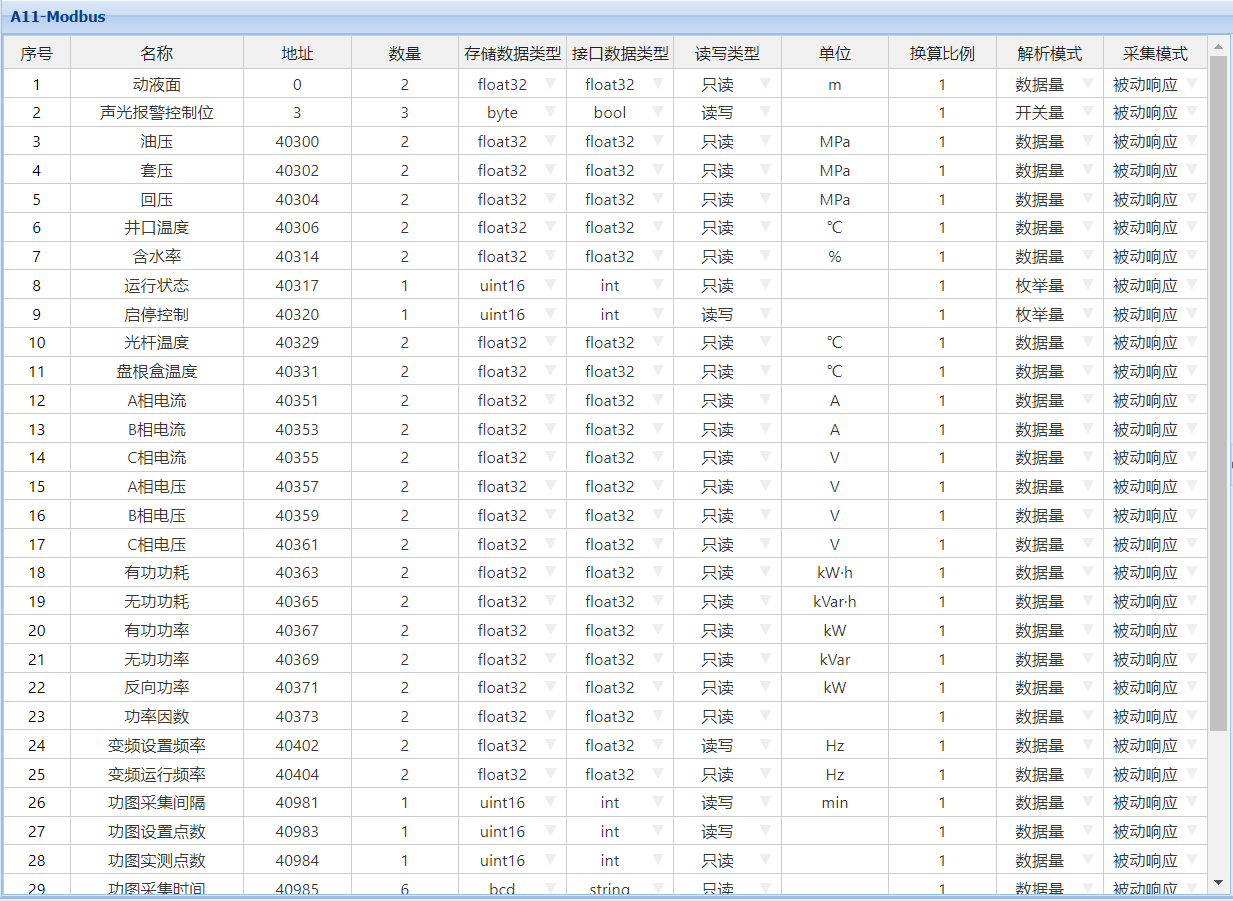 A11-Modbus
序号 名称 地址 数量 存储数据类型 接口数据类型 读写类型 单位 换算比例 解析模式 采集模式
1 动液面 0 2 float32 float32 只读 m 1 数据量 被动响应
2 声光报警控制位 3 3 byte bool 读写 1 开关量 被动响应
3 油压 40300 2 float32 float32 只读 MPa 1 数据量 被动响应
4 套压 40302 2 float32 float32 只读 MPa 1 数据量 被动响应
5 回压 40304 2 float32 float32 只读 MPa 1 数据量 被动响应
6 井口温度 40306 2 float32 float32 只读 ℃ 1 数据量 被动响应
7 含水率 40314 2 float32 float32 只读 % 1 数据量 被动响应
8 运行状态 40317 1 uint16 int 只读 1 枚举量 被动响应
9 启停控制 40320 1 uint16 int 读写 1 枚举量 被动响应
10 光杆温度 40329 2 float32 float32 只读 ℃ 1 数据量 被动响应
11 盘根盒温度 40331 2 float32 float32 只读 ℃ 1 数据量 被动响应
12 A相电流 40351 2 float32 float32 只读 A 1 数据量 被动响应
13 B相电流 40353 2 float32 float32 只读 A 1 数据量 被动响应
14 C相电流 40355 2 float32 float32 只读 V 1 数据量 被动响应
15 A相电压 40357 2 float32 float32 只读 V 1 数据量 被动响应
16 B相电压 40359 2 float32 float32 只读 V 1 数据量 被动响应
17 C相电压 40361 2 float32 float32 只读 V 1 数据量 被动响应
18 有功功耗 40363 2 float32 float32 只读 kW·h 1 数据量 被动响应
19 无功功耗 40365 2 float32 float32 只读 kVar·h 1 数据量 被动响应
20 有功功率 40367 2 float32 float32 只读 kW 1 数据量 被动响应
21 无功功率 40369 2 float32 float32 只读 kVar 1 数据量 被动响应
22 反向功率 40371 2 float32 float32 只读 kW 1 数据量 被动响应
23 功率因数 40373 2 float32 float32 只读 1 数据量 被动响应
24 变频设置频率 40402 2 float32 float32 读写 Hz 1 数据量 被动响应
25 变频运行频率 40404 2 float32 float32 只读 Hz 1 数据量 被动响应
26 功图采集间隔 40981 1 uint16 int 读写 min 1 数据量 被动响应
27 功图设置点数 40983 1 uint16 int 读写 1 数据量 被动响应
28 功图实测点数 40984 1 uint16 int 只读 1 数据量 被动响应
29 功图采集时间 40985 6 bcd string 只读 1 数据量 被动响应